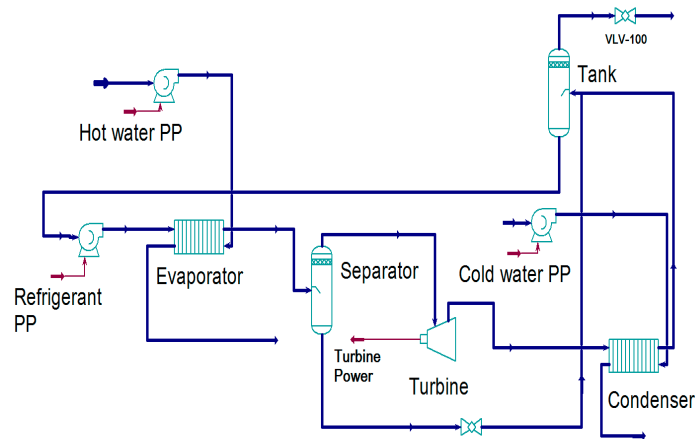 VLV-100
Tank
Hot water PP
Evaporator
Separator
Cold water PP
Refrigerant
PP
Turbine
Power
Turbine
Condenser